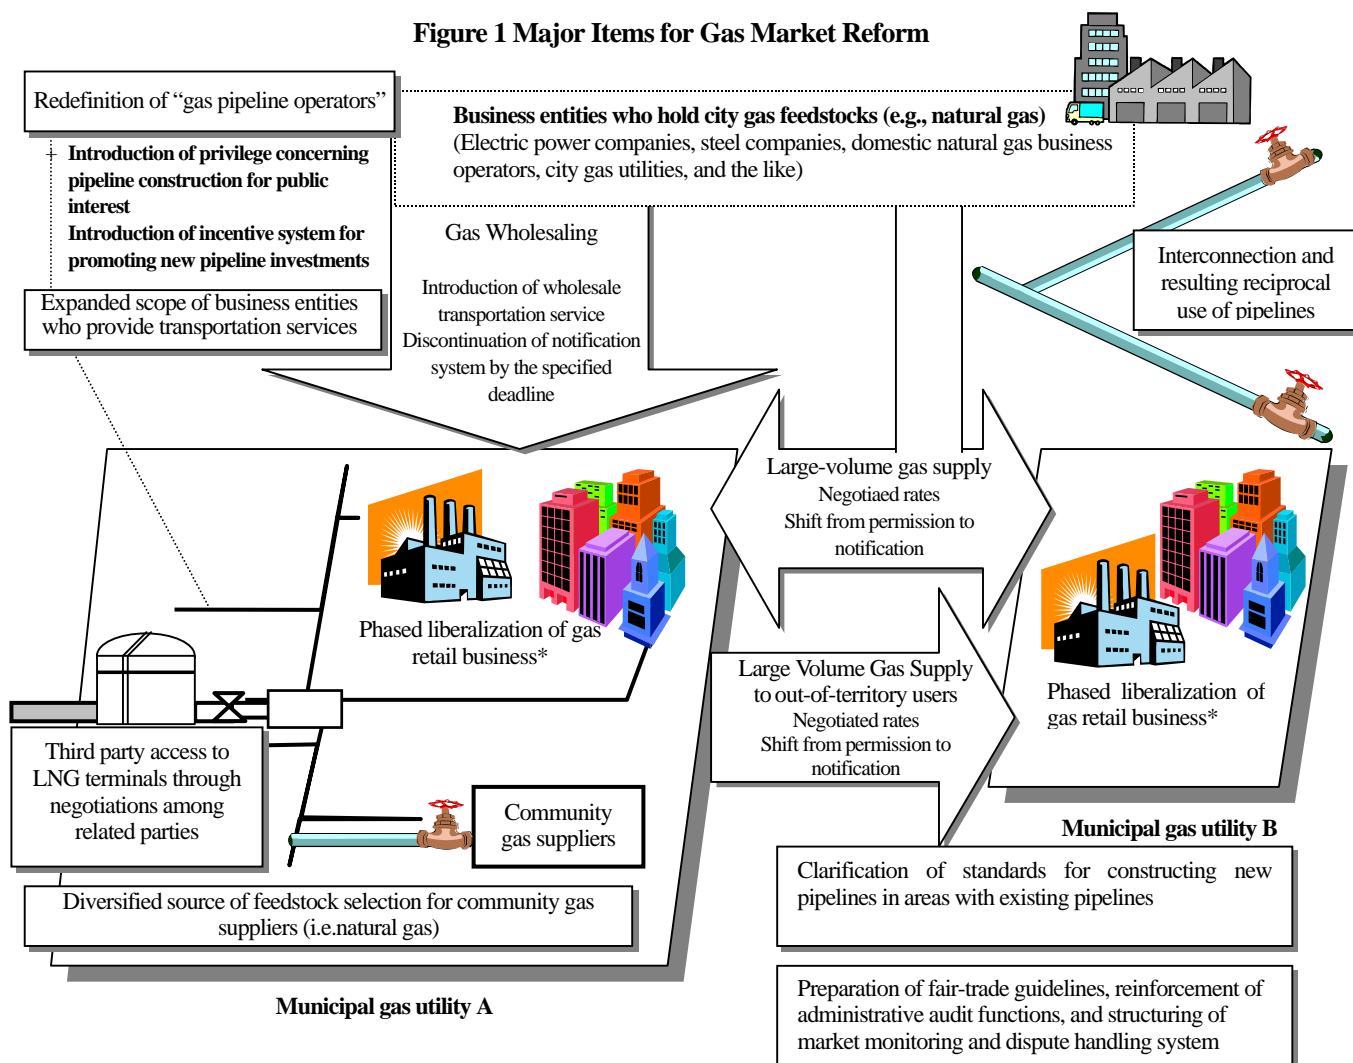 Figure 1 Major Items for Gas Market Reform
Redefinition of “gas pipeline operators”
+ Introduction of privilege concerning
pipeline construction for public
interest
Introduction of incentive system for
promoting new pipeline investments
Expanded scope of business entities
who provide transportation services
Business entities who hold city gas feedstocks (e.g., natural gas)
(Electric power companies, steel companies, domestic natural gas business
operators, city gas utilities, and the like)
Gas Wholesaling
Introduction of wholesale
transportation service
Discontinuation of notification
system by the specified
deadline
Interconnection and
resulting reciprocal
use of pipelines
Large-volume gas supply
Negotiaed rates
Shift from permission to
notification
Phased liberalization of gas
retail business*
Large Volume Gas Supply
to out-of-territory users
Negotiated rates
Shift from permission to
notification
Phased liberalization of
gas retail business*
Third party access to
LNG terminals through
negotiations among
related parties
Community
gas suppliers
Diversified source of feedstock selection for community gas
suppliers (i.e.natural gas)
Municipal gas utility A
Municipal gas utility B
Clarification of standards for constructing new
pipelines in areas with existing pipelines
Preparation of fair-trade guidelines, reinforcement of
administrative audit functions, and structuring of
market monitoring and dispute handling system